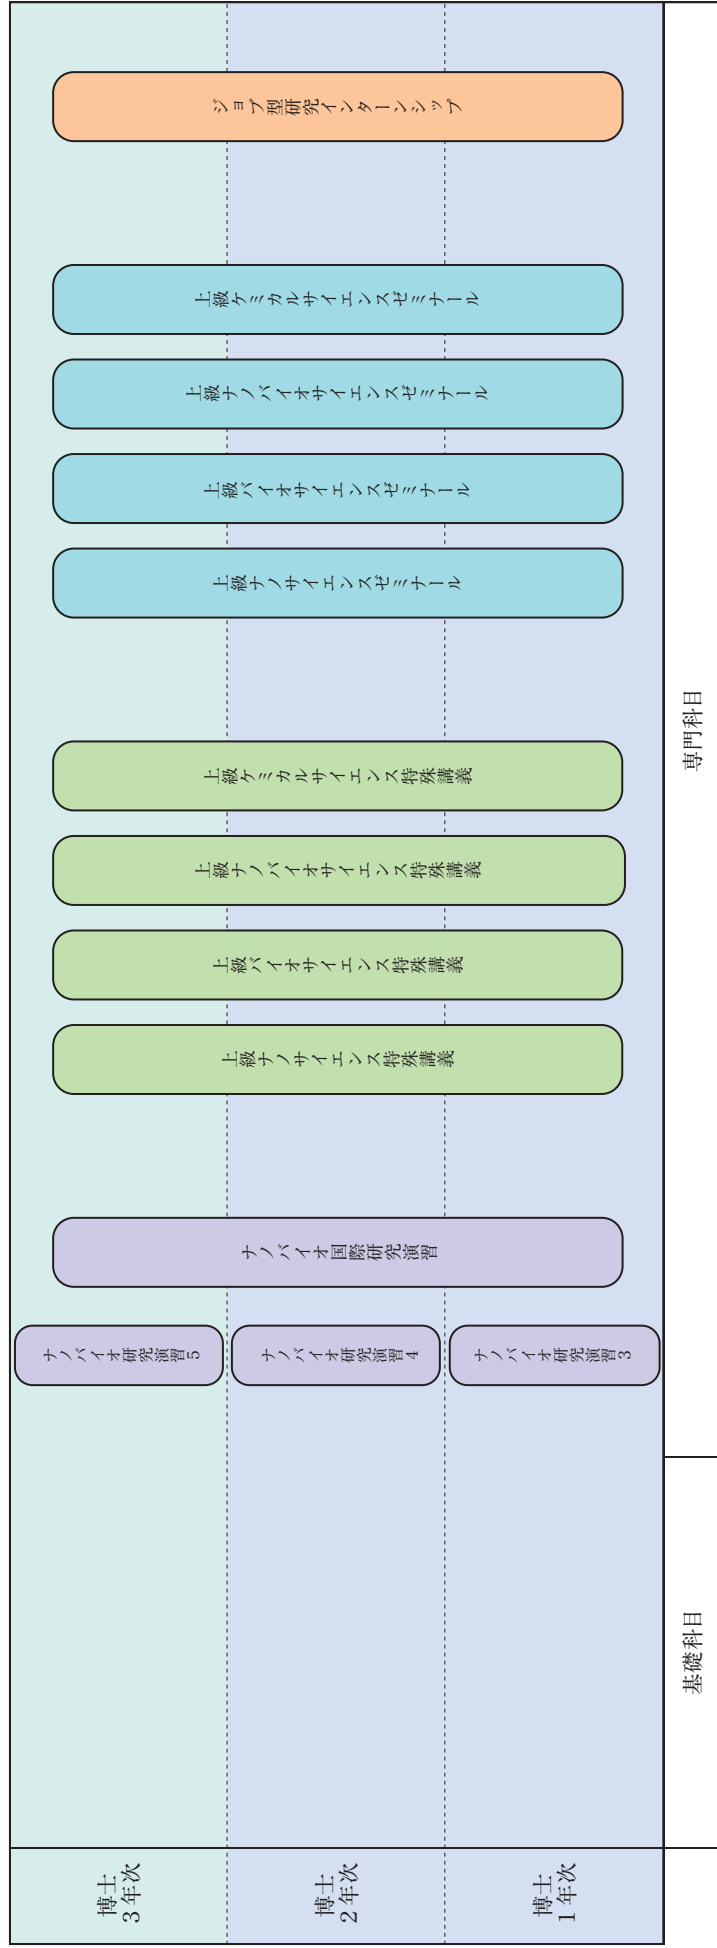 ジョブ型研究インターンシップ
上級ケミカルサイエンスゼミナール
上級ナノバイオサイエンスゼミナール
上級バイオサイエンスゼミナール
上級ナノサイエンスゼミナール
上級ケミカルサイエンス特殊講義
上級ナノバイオサイエンス特殊講義
上級バイオサイエンス特殊講義
上級ナノサイエンス特殊講義
ナノバイオ国際研究演習
ナノバイオ研究演習5
ナノバイオ研究演習4
ナノバイオ研究演習3
専門科目
基礎科目
博士
3年次
博士
2年次
博士
1年次